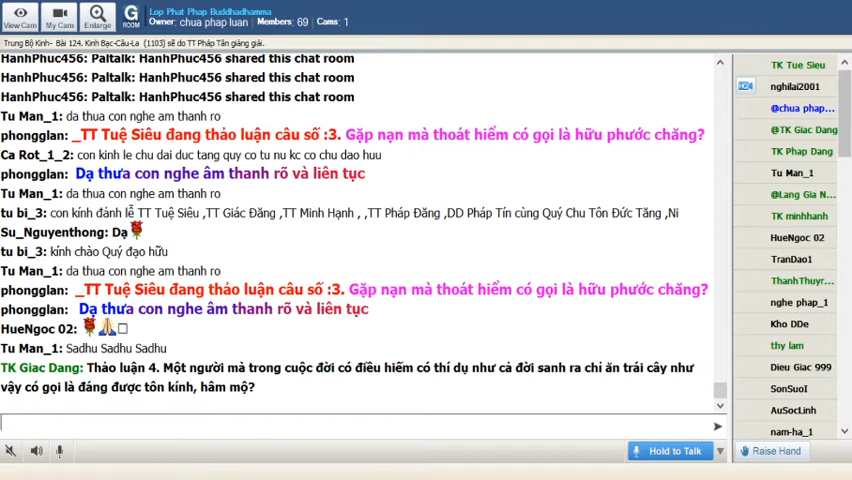 View Cam
My Cam
Enlarge
G
ROOM
Lop Phat Phap Buddhadhamma
Owner: chua phap luan Members: 69 Cams: 1
Trung Bộ Kinh- Bài 124. Kinh Bạc-Câu-La (1103) sẽ do TT Pháp Tân giảng giải.
HanhPhuc456: Paltalk: HanhPhuc456 shared this chat room
HanhPhuc456: Paltalk: HanhPhuc456 shared this chat room
HanhPhuc456: Paltalk: HanhPhuc456 shared this chat room
Tu Man_1: da thua con nghe am thanh ro
phongglan: _TT Tuệ Siêu đang thảo luận câu số :3. Gặp nạn mà thoát hiểm có gọi là hữu phước chăng?
Ca Rot_1_2: con kinh le chu dai duc tang quy co tu nu kc co chu dao huu
phongglan: Dạ thưa con nghe âm thanh rõ và liên tục
Tu Man_1: da thua con nghe am thanh ro
tu bi_3: con kính đảnh lễ TT Tuệ Siêu ,TT Giác Đăng ,TT Minh Hạnh , ,TT Pháp Đăng ,DD Pháp Tín cùng Quý Chu Tôn Đức Tăng ,Ni
Su_Nguyenthong: Dạ
tu bi_3: kính chào Quý đạo hữu
Tu Man_1: da thua con nghe am thanh ro
phongglan: _TT Tuệ Siêu đang thảo luận câu số :3. Gặp nạn mà thoát hiểm có gọi là hữu phước chăng?
phongglan: Dạ thưa con nghe âm thanh rõ và liên tục
HueNgoc 02:
Tu Man_1: Sadhu Sadhu Sadhu
TK Giac Dang: Thảo luận 4. Một người mà trong cuộc đời có điều hiếm có thí dụ như cả đời sanh ra chỉ ăn trái cây như
vậy có gọi là đáng được tôn kính, hâm mộ?
TK Tue Sieu
nghilai2001
@chua phap...
@TK Giac Dang
TK Phap Dang
Tu Man_1
@Lang Gia N...
TK minhhanh
HueNgoc 02
TranDao1
ThanhThuyr...
nghe phap_1
Kho DDe
thy lam
Dieu Giac 999
SonSuoI
AuSocLinh
nam-ha_1
Hold to Talk
Raise Hand